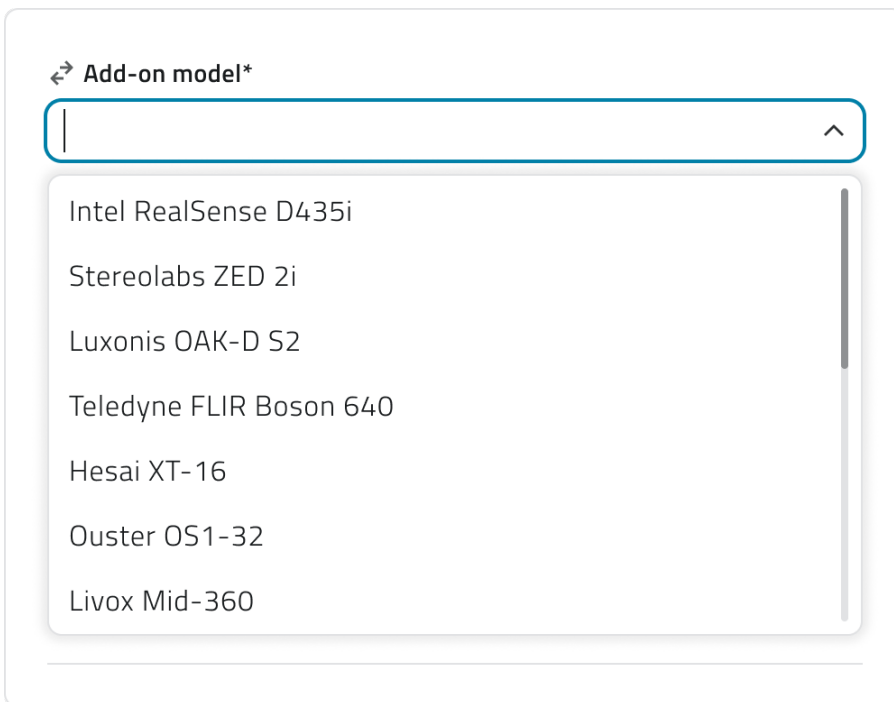 Add-on model*
Intel RealSense D435i
Stereolabs ZED 2i
Luxonis OAK-D S2
Teledyne FLIR Boson 640
Hesai XT-16
Ouster OS1-32
Livox Mid-360